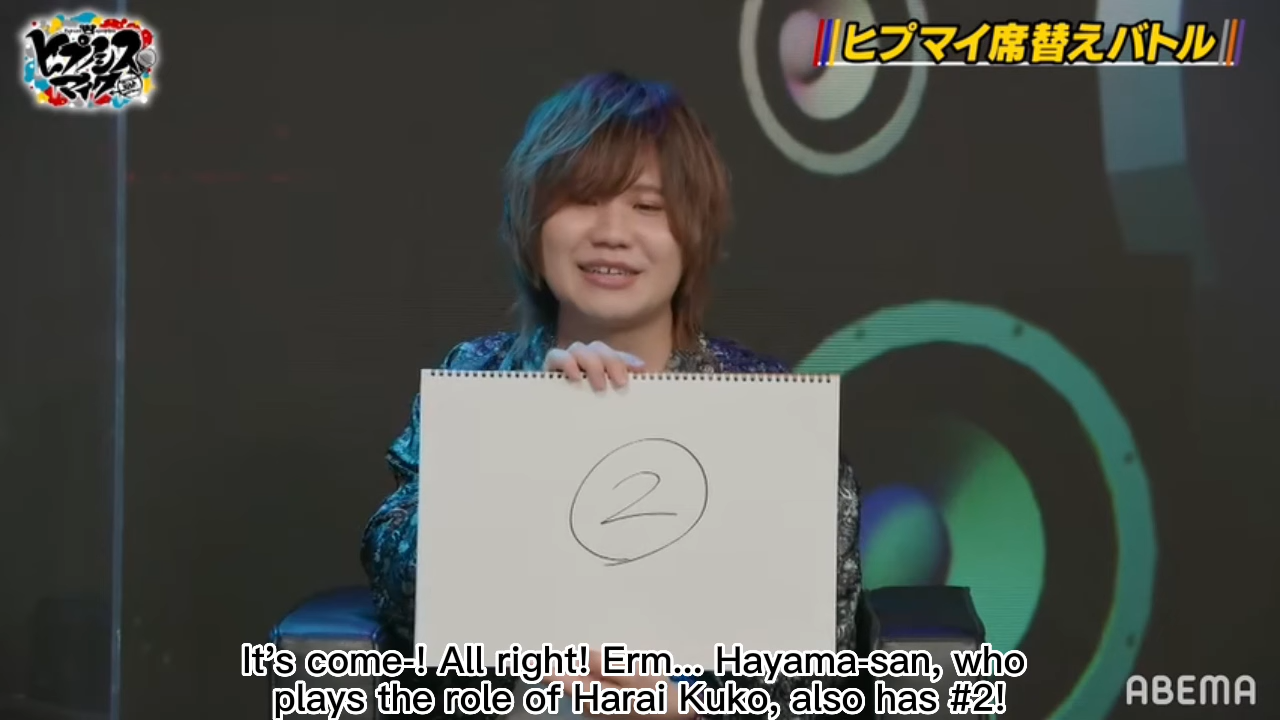 ヒプノシス
マイク
ヒプマイ席替えバトル
2
It's come-! All right! Erm... Hayama-san, who
plays the role of Harai Kuko, also has #2!
ABEMA